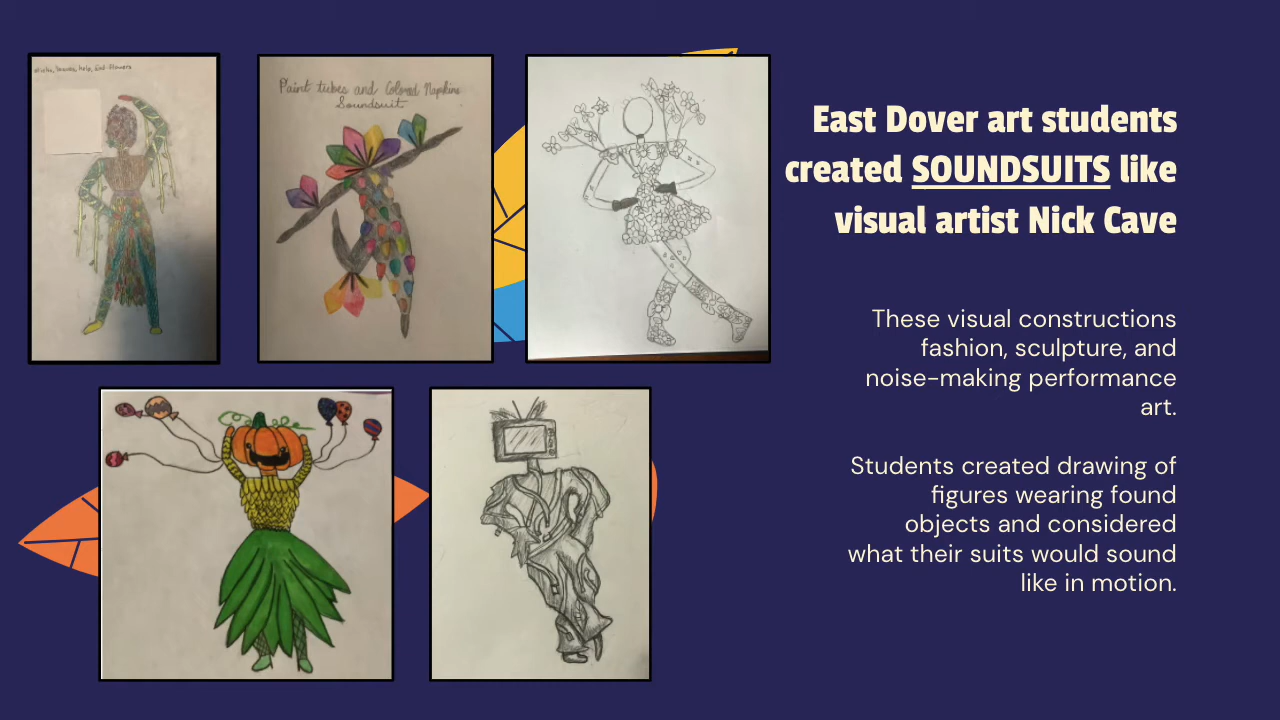 East Dover art students
created SOUNDSUITS like
visual artist Nick Cave
These visual constructions
fashion, sculpture, and
noise-making performance
art.
Students created drawing of
figures wearing found
objects and considered
what their suits would sound
like in motion.
Paint tubes and Colored Napkins
Soundsuit